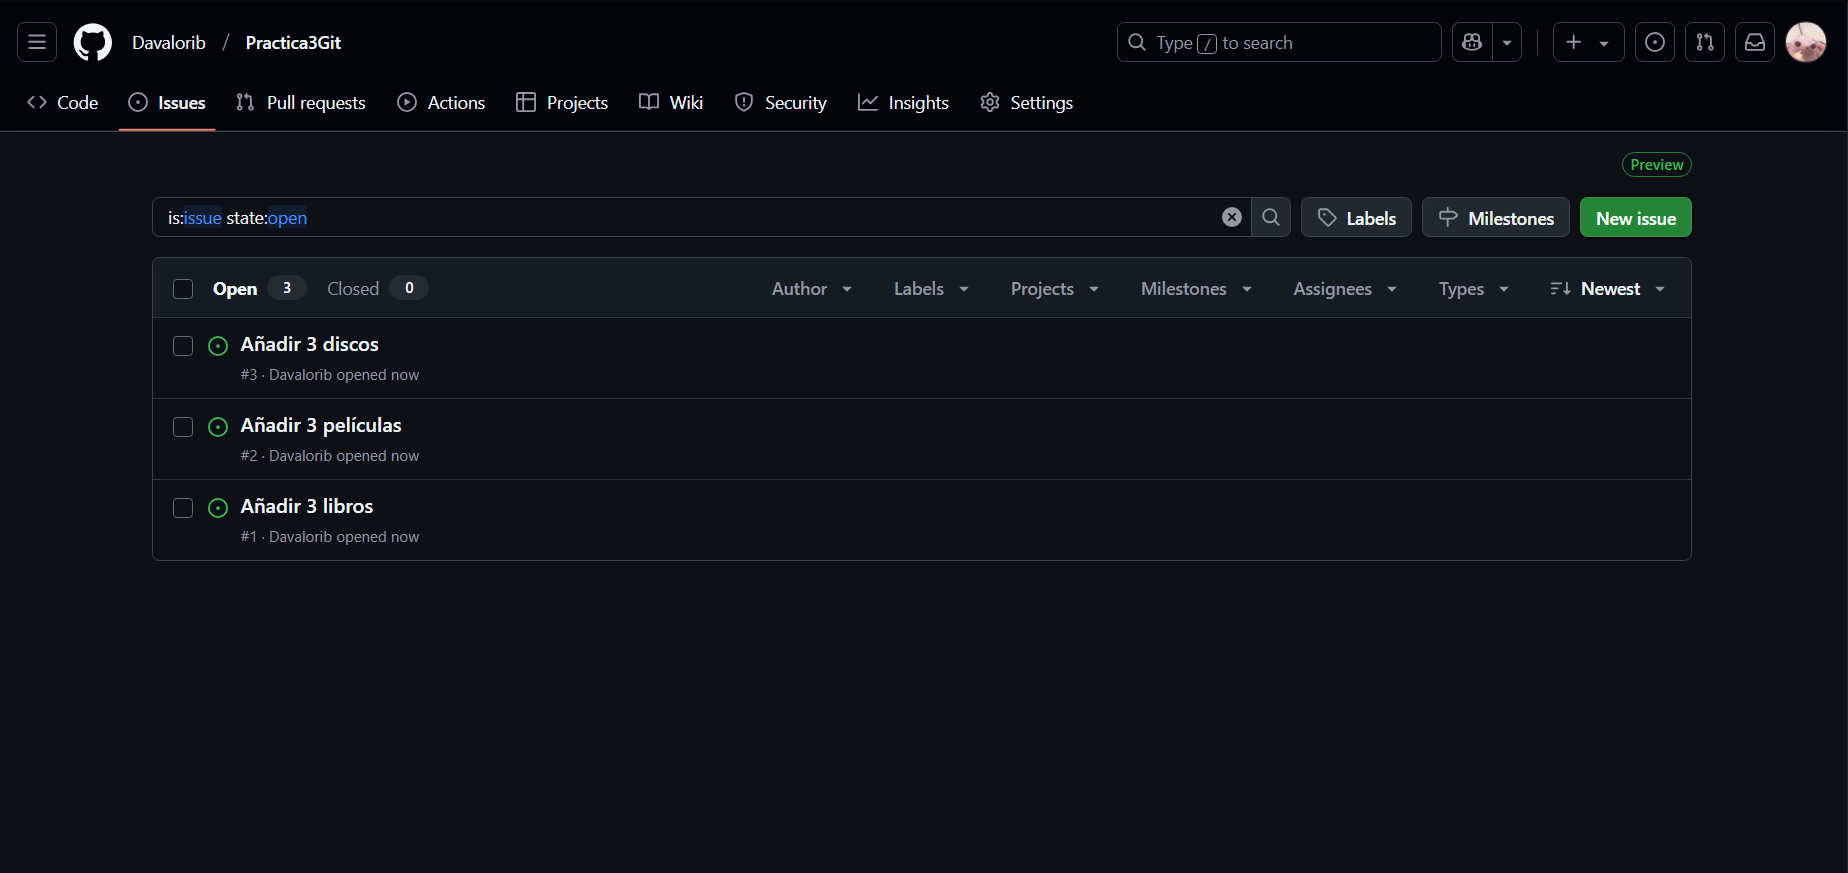 Davalorib / Practica3Git
Type / to search
Code Issues Pull requests Actions Projects Wiki Security Insights Settings
Preview
is:issue state:open
Labels Milestones New issue
Open 3 Closed 0 Author Labels Projects Milestones Assignees Types Newest
Añadir 3 discos
#3 · Davalorib opened now
Añadir 3 películas
#2 · Davalorib opened now
Añadir 3 libros
#1 · Davalorib opened now